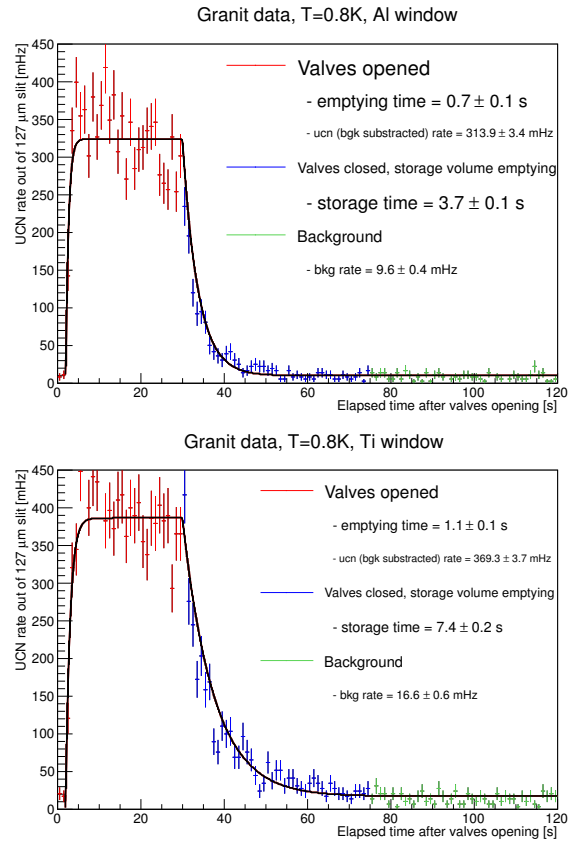 Granit data, T=0.8K, Al window
UCN rate out of 127 μm slit [mHz]
450
400
350
300
250
200
150
100
50
0
Valves opened
- emptying time = 0.7 ± 0.1 s
- ucn (bgk substracted) rate = 313.9 ± 3.4 mHz
Valves closed, storage volume emptying
- storage time = 3.7 ± 0.1 s
Background
- bkg rate = 9.6 ± 0.4 mHz
0 20 40 60 80 100 120
Elapsed time after valves opening [s]
Granit data, T=0.8K, Ti window
UCN rate out of 127 μm slit [mHz]
450
400
350
300
250
200
150
100
50
0
Valves opened
- emptying time = 1.1 ± 0.1 s
- ucn (bgk substracted) rate = 369.3 ± 3.7 mHz
Valves closed, storage volume emptying
- storage time = 7.4 ± 0.2 s
Background
- bkg rate = 16.6 ± 0.6 mHz
0 20 40 60 80 100 120
Elapsed time after valves opening [s]